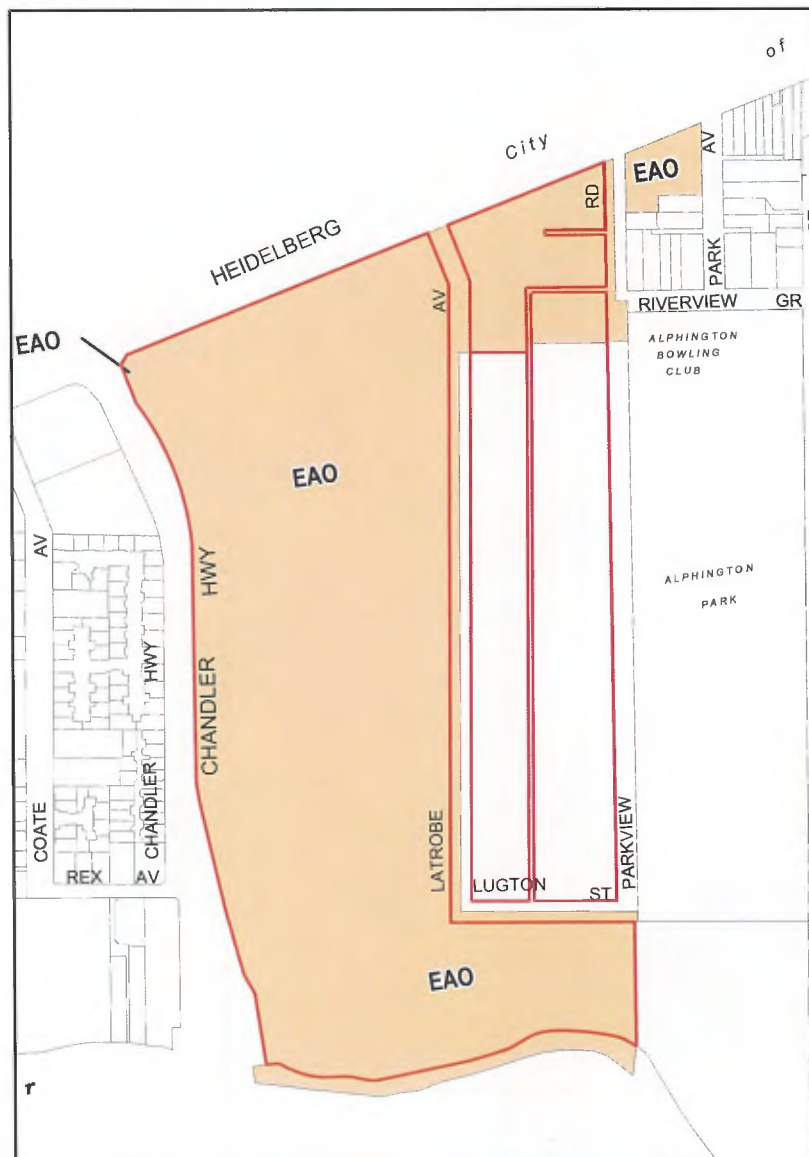 of
City
AV
EAO
RD
HEIDELBERG
PARK
AV
RIVERVIEW GR
EAO
ALPHINGTON
BOWLING
CLUB
EAO
AV
HWY
ALPHINGTON
PARK
HWY
CHANDLER
COATE
CHANDLER
LATROBE
PARKVIEW
REX AV
LUGTON ST
EAO
r